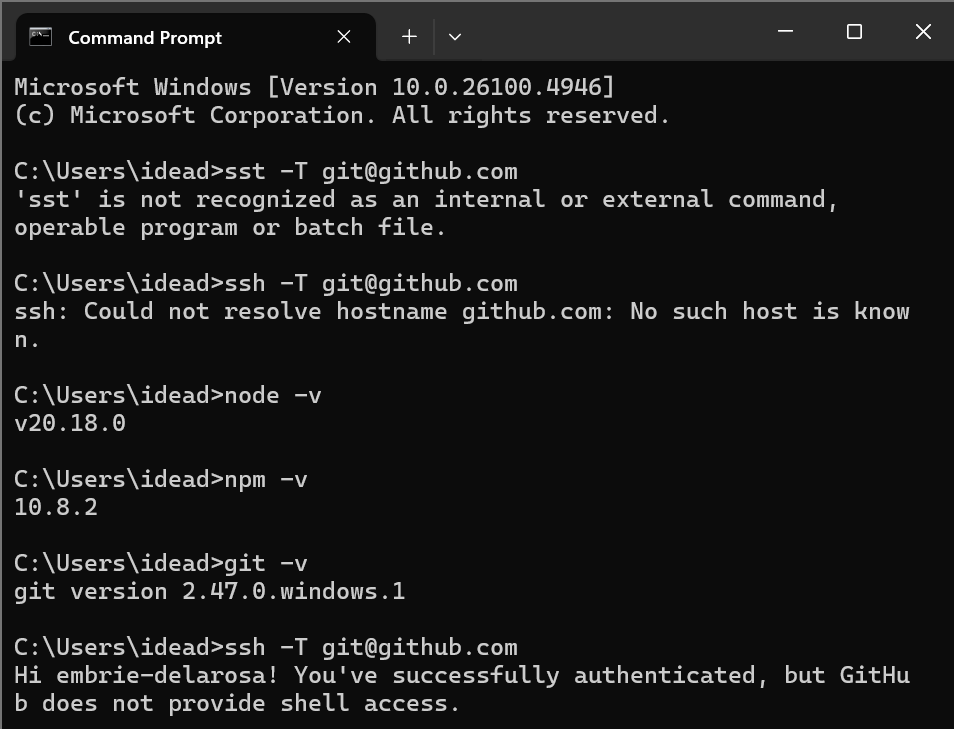 Command Prompt
Microsoft Windows [Version 10.0.26100.4946]
(c) Microsoft Corporation. All rights reserved.
C:\Users\idead>sst -T git@github.com
'sst' is not recognized as an internal or external command,
operable program or batch file.
C:\Users\idead>ssh -T git@github.com
ssh: Could not resolve hostname github.com: No such host is know
n.
C:\Users\idead>node -v
v20.18.0
C:\Users\idead>npm -v
10.8.2
C:\Users\idead>git -v
git version 2.47.0.windows.1
C:\Users\idead>ssh -T git@github.com
Hi embrie-delarosa! You've successfully authenticated, but GitHu
b does not provide shell access.